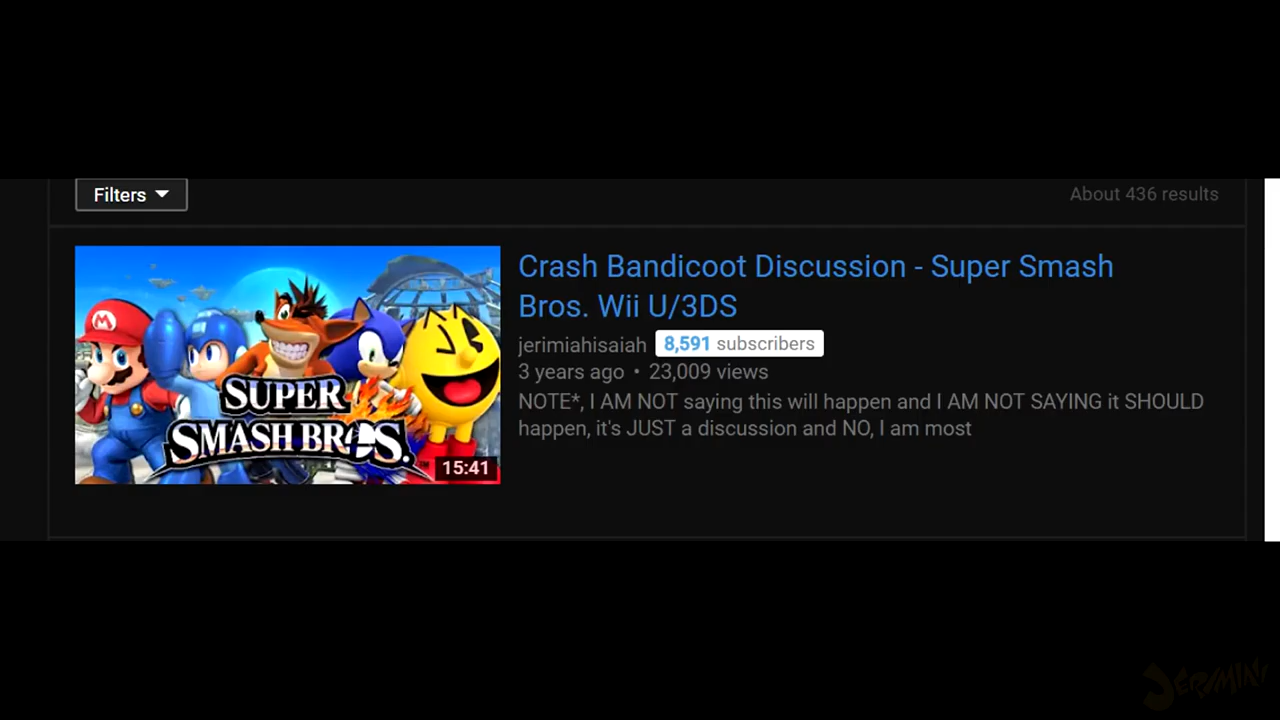 Filters
About 436 results
Crash Bandicoot Discussion - Super Smash
Bros. Wii U/3DS
jerimiahisaiah 8,591 subscribers
3 years ago • 23,009 views
NOTE*, I AM NOT saying this will happen and I AM NOT SAYING it SHOULD
happen, it's JUST a discussion and NO, I am most
M
SUPER
SMASH BROS.
15:41
JERIMINI